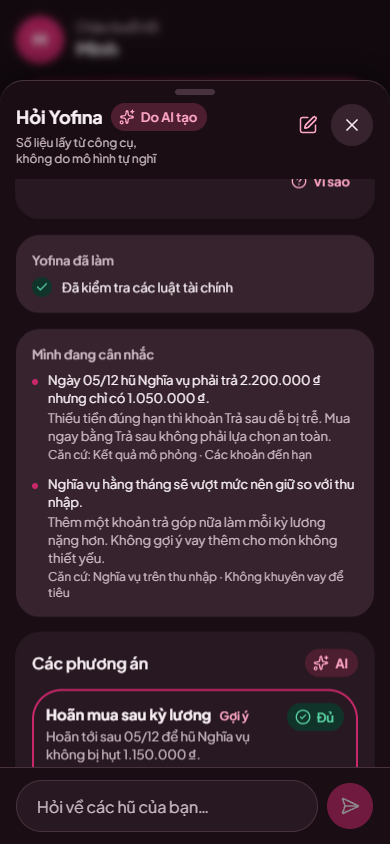 Minh
Hỏi Yofina
Do AI tạo
Số liệu lấy từ công cụ,
không do mô hình tự nghĩ
Vì sao
Yofina đã làm
Đã kiểm tra các luật tài chính
Mình đang cân nhắc
Ngày 05/12 hũ Nghĩa vụ phải trả 2.200.000 ₫
nhưng chỉ có 1.050.000 ₫.
Thiếu tiền đúng hạn thì khoản Trả sau dễ bị trễ. Mua
ngay bằng Trả sau không phải lựa chọn an toàn.
Căn cứ: Kết quả mô phỏng · Các khoản đến hạn
Nghĩa vụ hằng tháng sẽ vượt mức nên giữ so với thu
nhập.
Thêm một khoản trả góp nữa làm mỗi kỳ lương
nặng hơn. Không gợi ý vay thêm cho món không
thiết yếu.
Căn cứ: Nghĩa vụ trên thu nhập · Không khuyên vay để
tiêu
Các phương án
AI
Hoãn mua sau kỳ lương
Gợi ý
Đủ
Hoãn tới sau 05/12 để hũ Nghĩa vụ
không bị hụt 1.150.000 ₫.
Hỏi về các hũ của bạn...